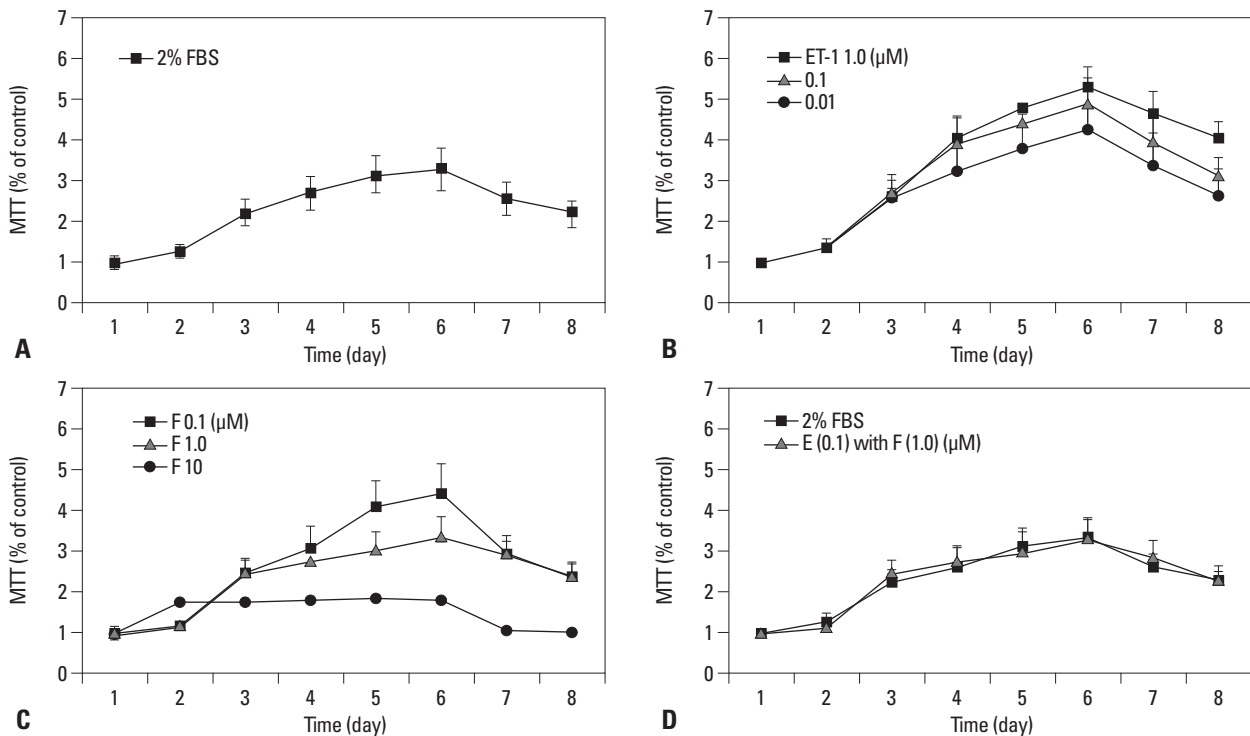 7
6
5
4
3
2
1
0
MTT (% of control)
2% FBS
1 2 3 4 5 6 7 8
Time (day)
A
7
6
5
4
3
2
1
0
MTT (% of control)
ET-1 1.0 (µM)
0.1
0.01
1 2 3 4 5 6 7 8
Time (day)
B
7
6
5
4
3
2
1
0
MTT (% of control)
F 0.1 (µM)
F 1.0
F 10
1 2 3 4 5 6 7 8
Time (day)
C
7
6
5
4
3
2
1
0
MTT (% of control)
2% FBS
E (0.1) with F (1.0) (µM)
1 2 3 4 5 6 7 8
Time (day)
D